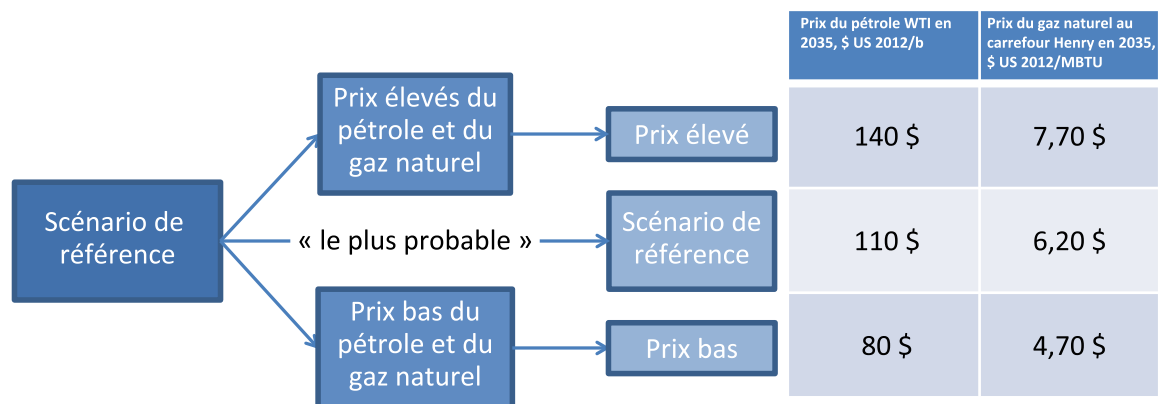 Prix du pétrole WTI en
2035, $ US 2012/b
Prix du gaz naturel au
carrefour Henry en 2035,
$ US 2012/MBTU
Prix élevés du
pétrole et du
gaz naturel
Prix élevé
140 $
7,70 $
Scénario de
référence
« le plus probable »
Scénario de
référence
110 $
6,20 $
Prix bas du
pétrole et du
gaz naturel
Prix bas
80 $
4,70 $